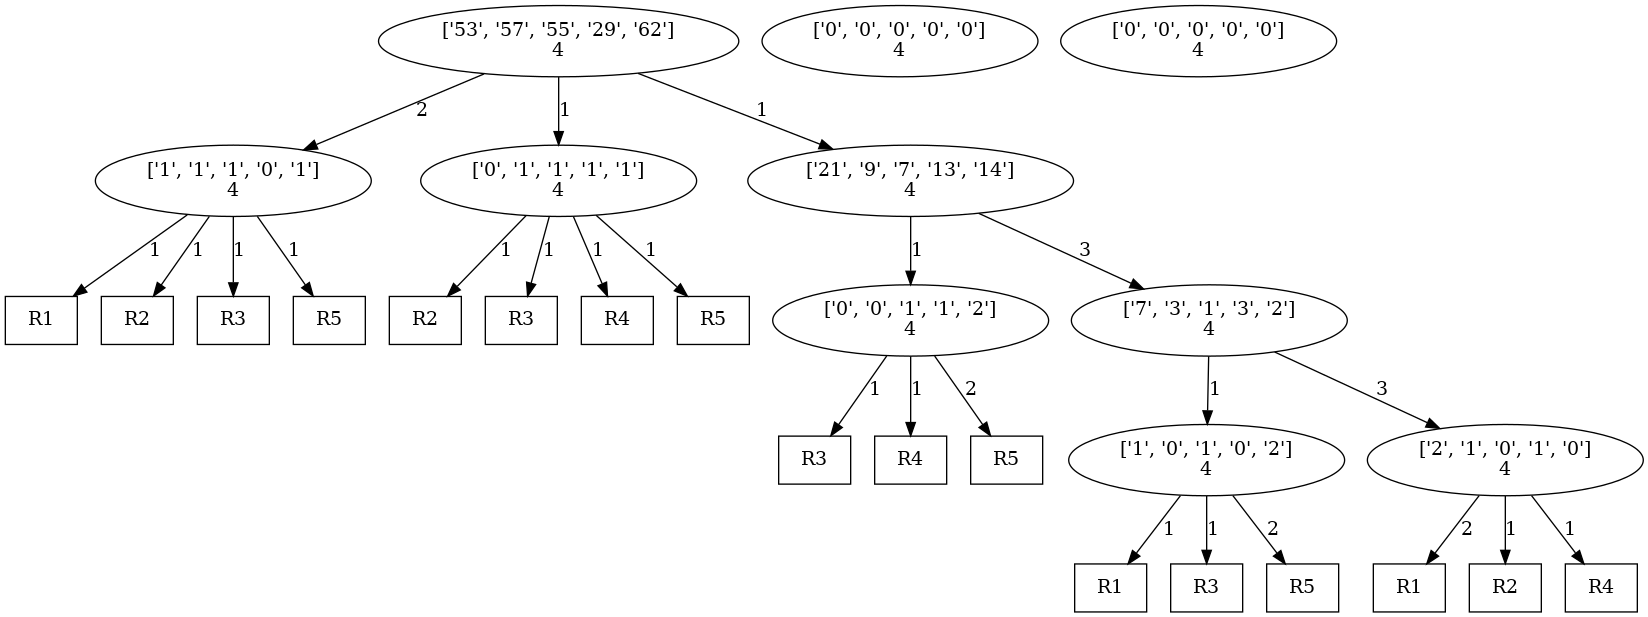 ['53', '57', '55', '29', '62']
4
['0', '0', '0', '0', '0']
4
['0', '0', '0', '0', '0']
4
2
1
1
['1', '1', '1', '0', '1']
4
['0', '1', '1', '1', '1']
4
['21', '9', '7', '13', '14']
4
1
1
1
1
1
1
1
1
1
3
R1
R2
R3
R5
R2
R3
R4
R5
['0', '0', '1', '1', '2']
4
['7', '3', '1', '3', '2']
4
1
1
2
1
3
R3
R4
R5
['1', '0', '1', '0', '2']
4
['2', '1', '0', '1', '0']
4
1
1
2
2
1
1
R1
R3
R5
R1
R2
R4